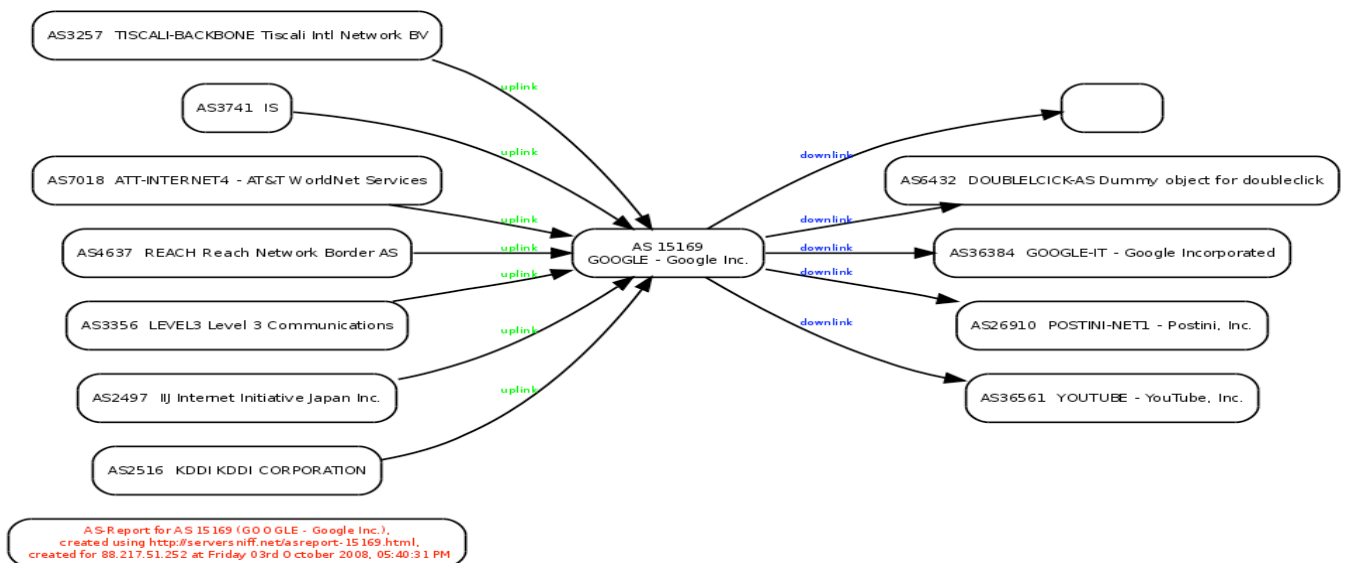 AS3257 TISCALI-BACKBONE Tiscali Intl Network BV
uplink
AS3741 IS
uplink
downlink
AS7018 ATT-INTERNET4 - AT&T WorldNet Services
AS6432 DOUBLELCICK-AS Dummy object for doubleclick
uplink
downlink
AS4637 REACH Reach Network Border AS
uplink
AS 15169
GOOGLE - Google Inc.
downlink
AS36384 GOOGLE-IT - Google Incorporated
uplink
downlink
AS3356 LEVEL3 Level 3 Communications
uplink
downlink
AS26910 POSTINI-NET1 - Postini, Inc.
AS2497 IIJ Internet Initiative Japan Inc.
uplink
AS36561 YOUTUBE - YouTube, Inc.
AS2516 KDDI KDDI CORPORATION
AS-Report for AS 15169 (GOOGLE - Google Inc.),
created using http://serversniff.net/asreport-15169.html,
created for 88.217.51.252 at Friday 03rd October 2008, 05:40:31 PM